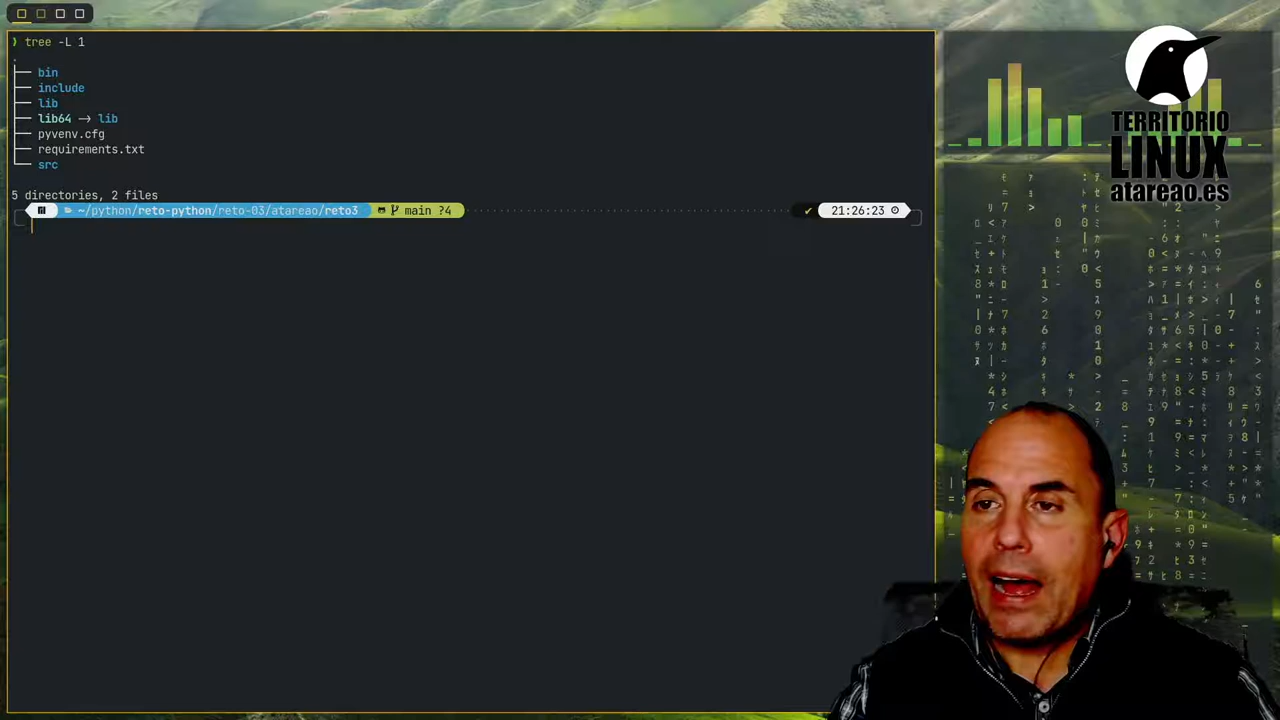 ❯ tree -L 1
.
├── bin
├── include
├── lib
├── lib64 -> lib
├── pyvenv.cfg
├── requirements.txt
└── src
5 directories, 2 files
~/python/reto-python/reto-03/atareao/reto3 main ?4 ✔ 21:26:23
TERRITORIO
LINUX
atareao.es